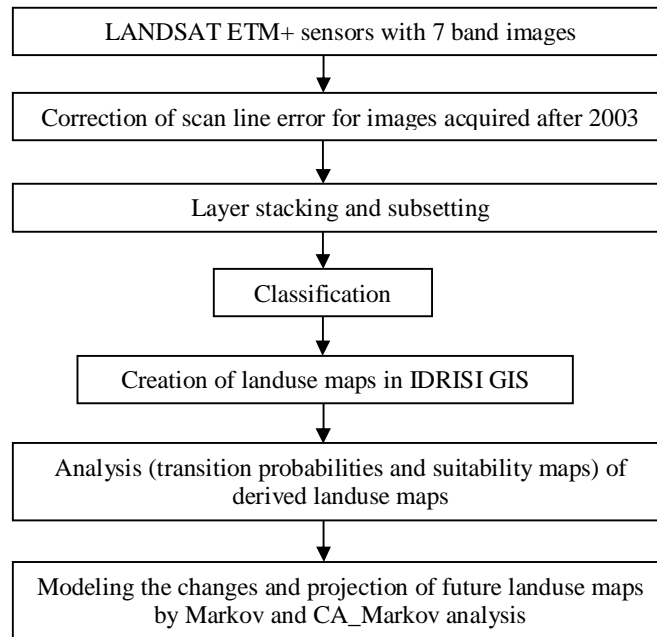 LANDSAT ETM+ sensors with 7 band images
Correction of scan line error for images acquired after 2003
Layer stacking and subsetting
Classification
Creation of landuse maps in IDRISI GIS
Analysis (transition probabilities and suitability maps) of
derived landuse maps
Modeling the changes and projection of future landuse maps
by Markov and CA_Markov analysis